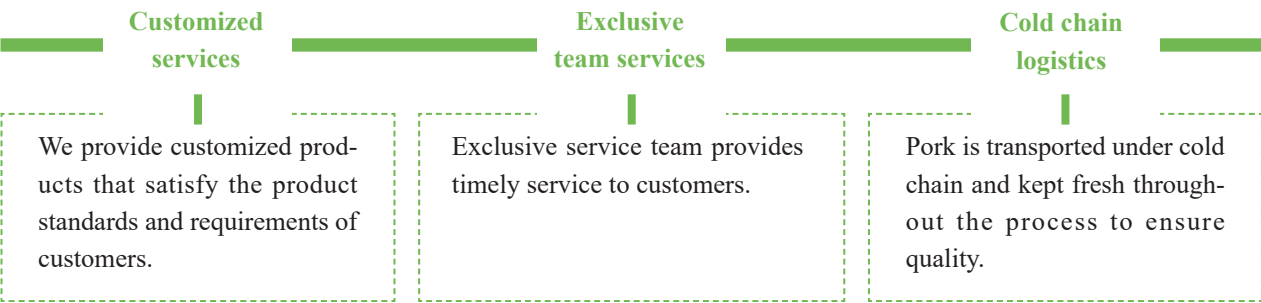 Customized
services
We provide customized prod-
ucts that satisfy the product
standards and requirements of
customers.
Exclusive
team services
Exclusive service team provides
timely service to customers.
Cold chain
logistics
Pork is transported under cold
chain and kept fresh through-
out the process to ensure
quality.